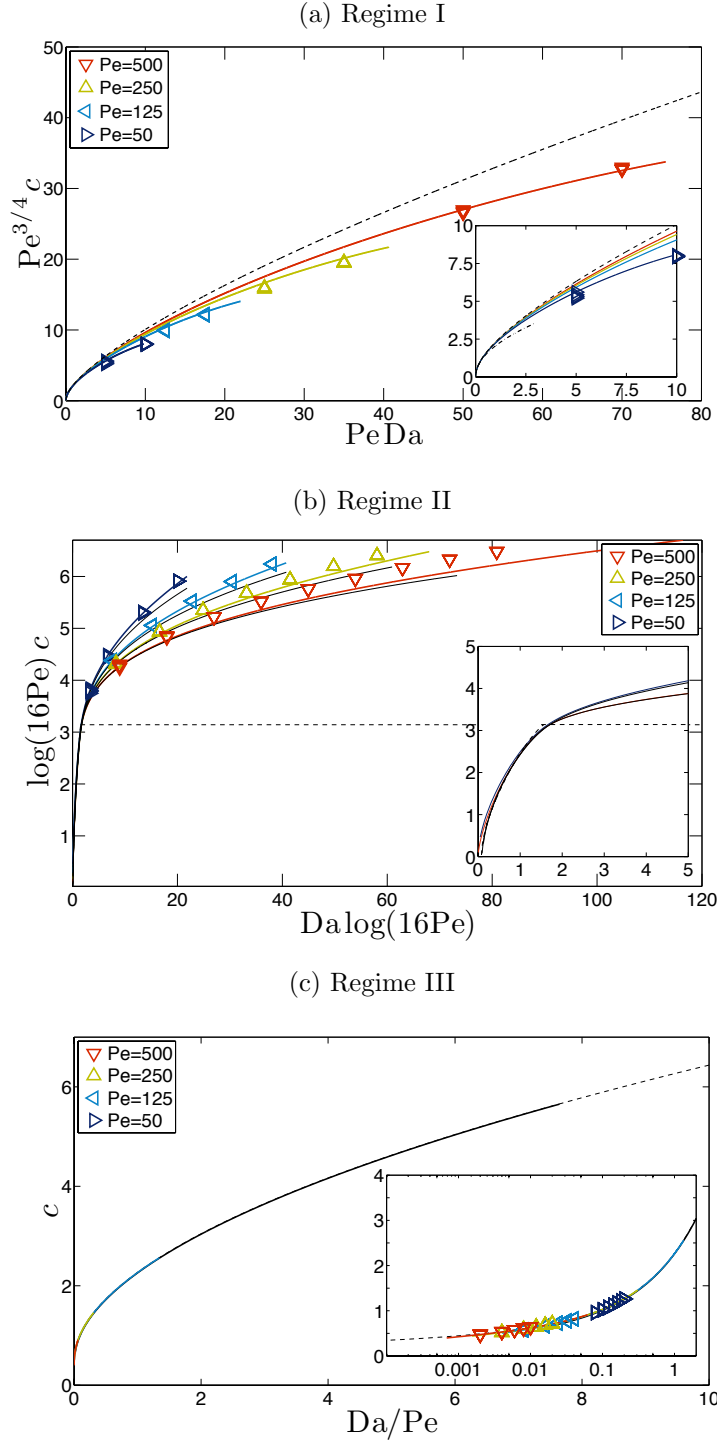 (a) Regime I
50
40
30
20
10
0
Pe^{3/4} c
Pe=500
Pe=250
Pe=125
Pe=50
10
7.5
5
2.5
0
0 2.5 5 7.5 10
0 10 20 30 40 50 60 70 80
PeDa
(b) Regime II
6
5
4
3
2
1
log(16Pe) c
Pe=500
Pe=250
Pe=125
Pe=50
5
4
3
2
1
0
0 1 2 3 4 5
0 20 40 60 80 100 120
Da log(16Pe)
(c) Regime III
6
4
2
0
c
Pe=500
Pe=250
Pe=125
Pe=50
4
3
2
1
0
0.001 0.01 0.1 1
0 2 4 6 8 10
Da/Pe